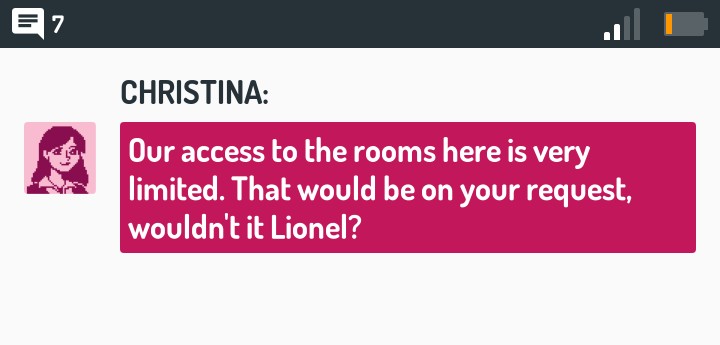 7
CHRISTINA:
Our access to the rooms here is very
limited. That would be on your request,
wouldn't it Lionel?